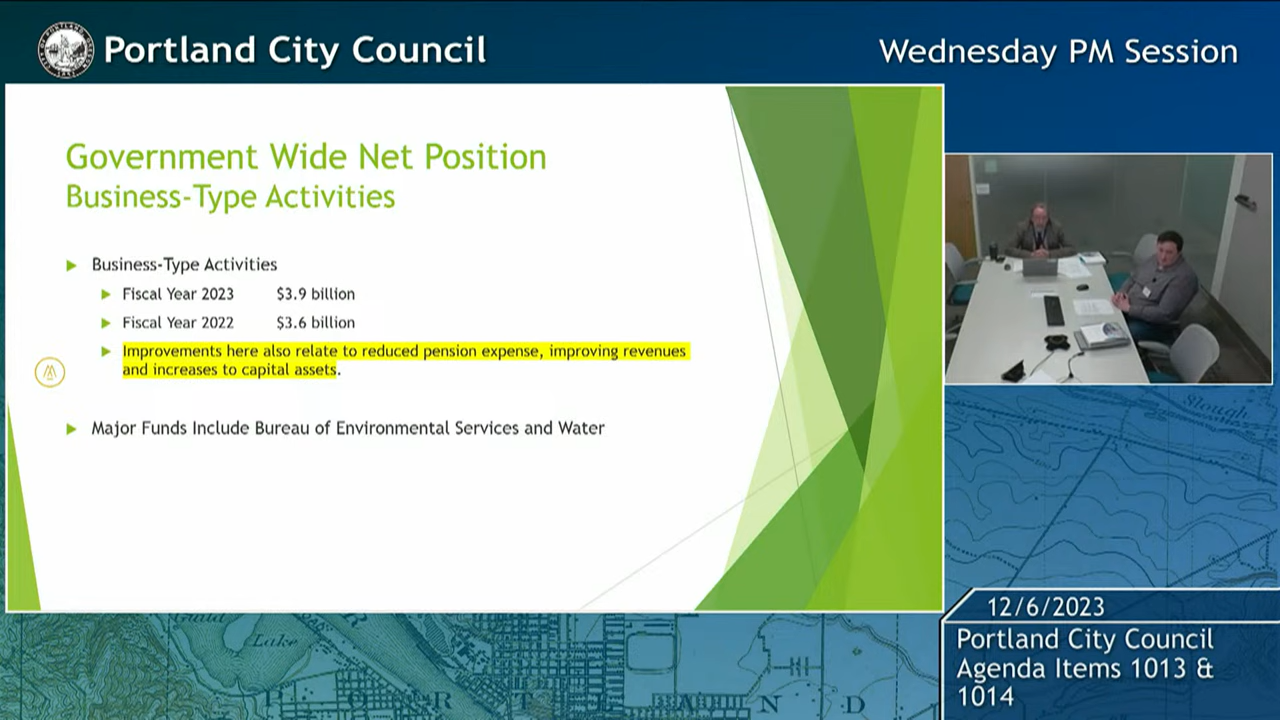 Portland City Council
Wednesday PM Session
Government Wide Net Position
Business-Type Activities
Business-Type Activities
Fiscal Year 2023 $3.9 billion
Fiscal Year 2022 $3.6 billion
Improvements here also relate to reduced pension expense, improving revenues
and increases to capital assets.
Major Funds Include Bureau of Environmental Services and Water
Slough
Guild
Lake
12/6/2023
Portland City Council
Agenda Items 1013 &
1014